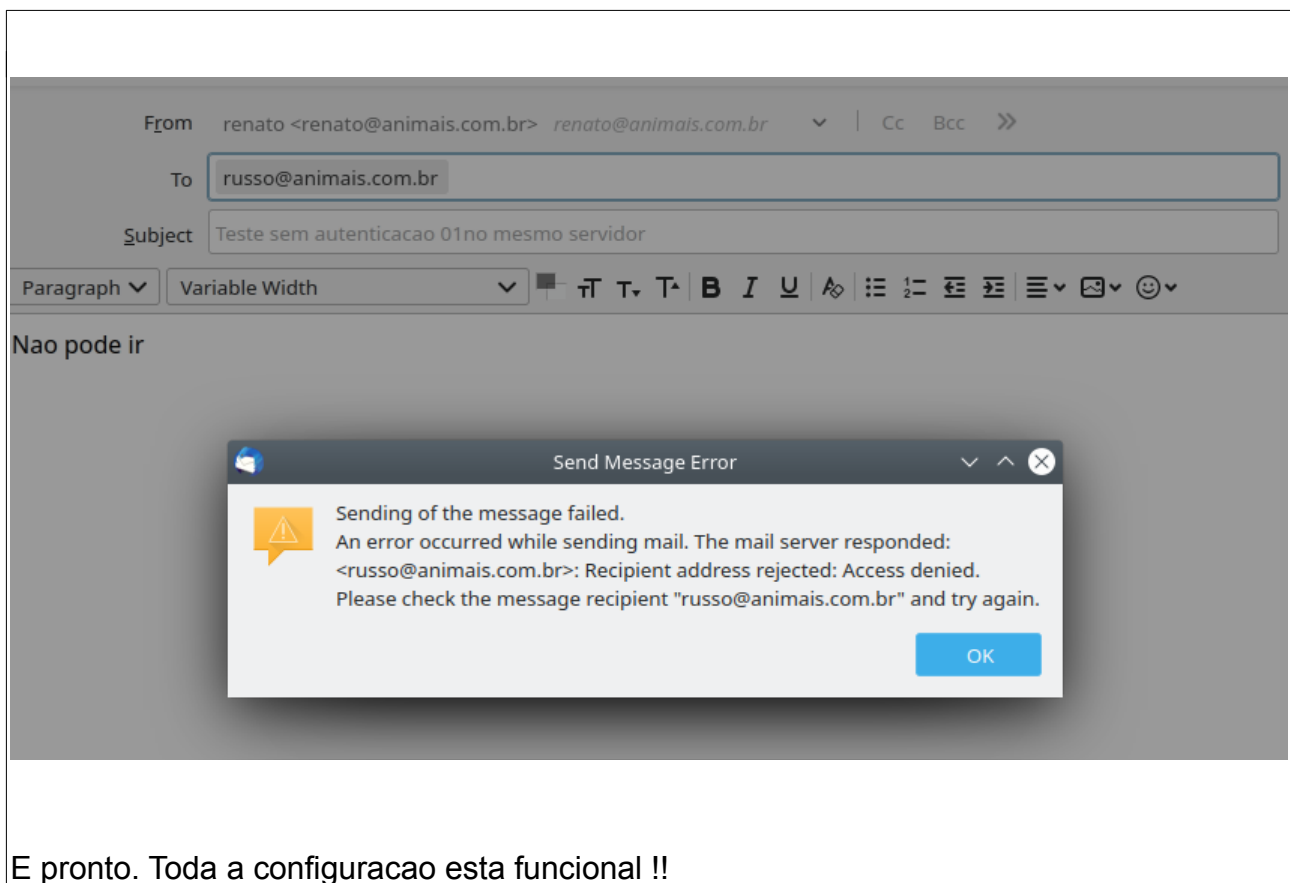 From renato <renato@animais.com.br> renato@animais.com.br Cc Bcc
To russo@animais.com.br
Subject Teste sem autenticacao 01no mesmo servidor
Paragraph Variable Width
Nao pode ir
Send Message Error
Sending of the message failed.
An error occurred while sending mail. The mail server responded:
<russo@animais.com.br>: Recipient address rejected: Access denied.
Please check the message recipient "russo@animais.com.br" and try again.
OK
E pronto. Toda a configuracao esta funcional !!